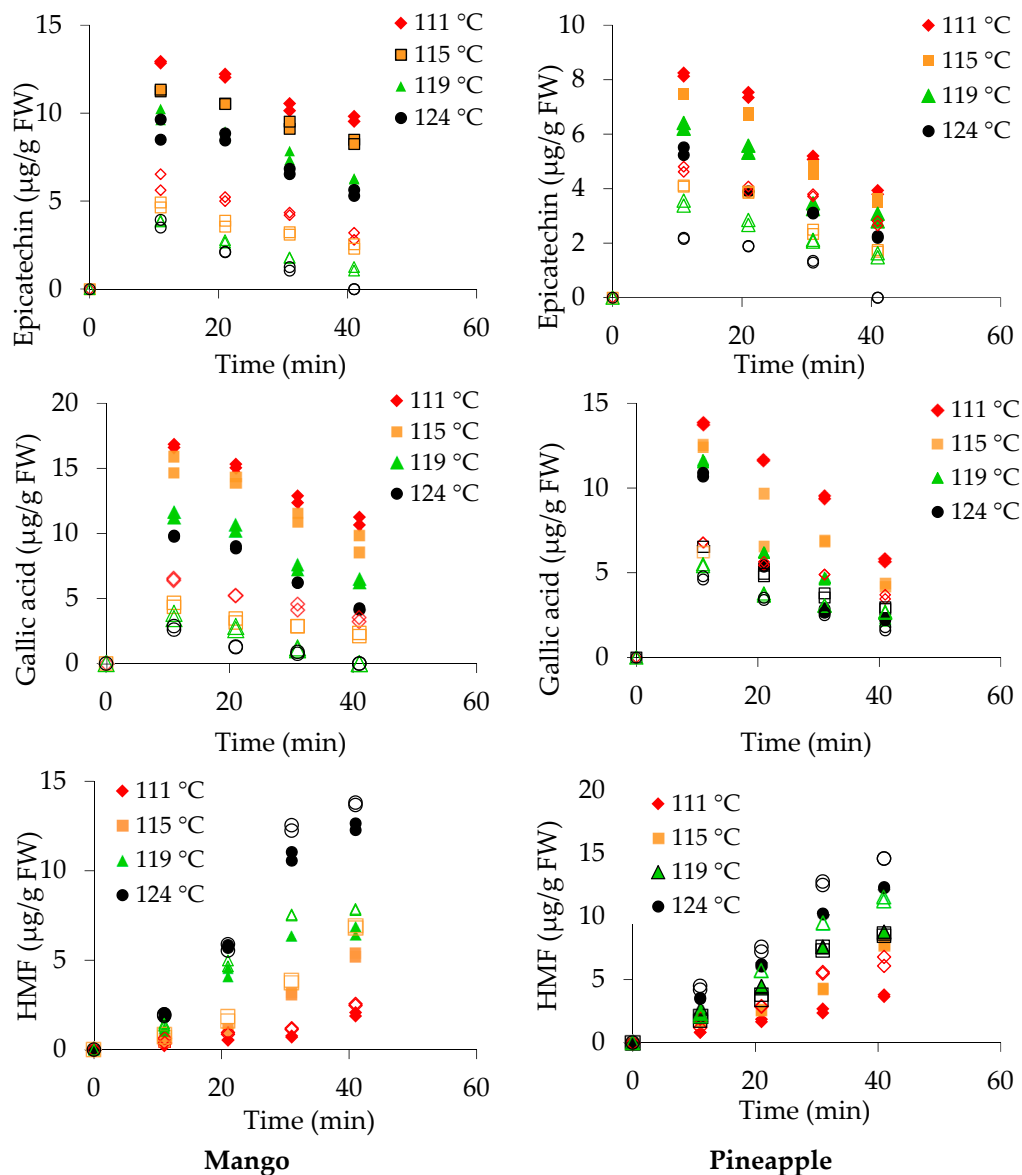 15
10
5
0
0
20
40
60
Epicatechin (µg/g FW)
Time (min)
111 °C
115 °C
119 °C
124 °C
10
8
6
4
2
0
0
20
40
60
Epicatechin (µg/g FW)
Time (min)
111 °C
115 °C
119 °C
124 °C
20
15
10
5
0
0
20
40
60
Gallic acid (µg/g FW)
Time (min)
111 °C
115 °C
119 °C
124 °C
15
10
5
0
0
20
40
60
Gallic acid (µg/g FW)
Time (min)
111 °C
115 °C
119 °C
124 °C
15
10
5
0
0
20
40
60
HMF (µg/g FW)
Time (min)
111 °C
115 °C
119 °C
124 °C
20
15
10
5
0
0
20
40
60
HMF (µg/g FW)
Time (min)
111 °C
115 °C
119 °C
124 °C
Mango
Pineapple